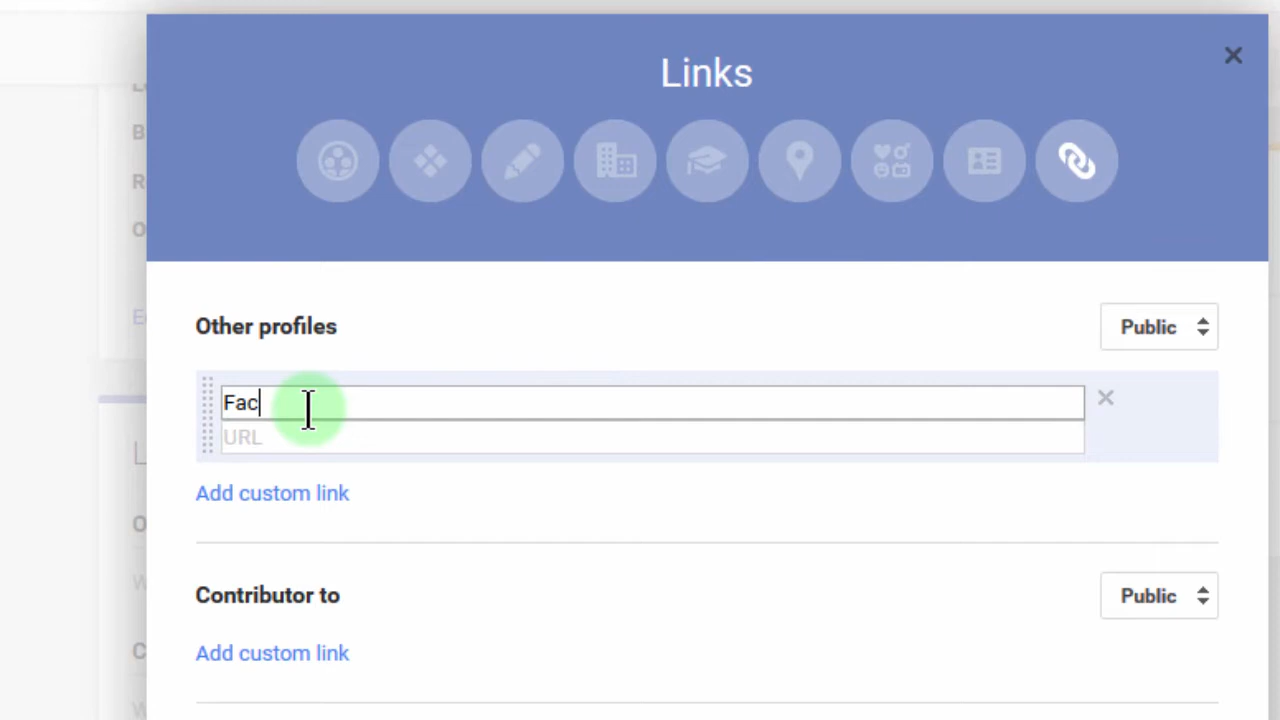 Links
Other profiles
Public
Fac
URL
Add custom link
Contributor to
Public
Add custom link